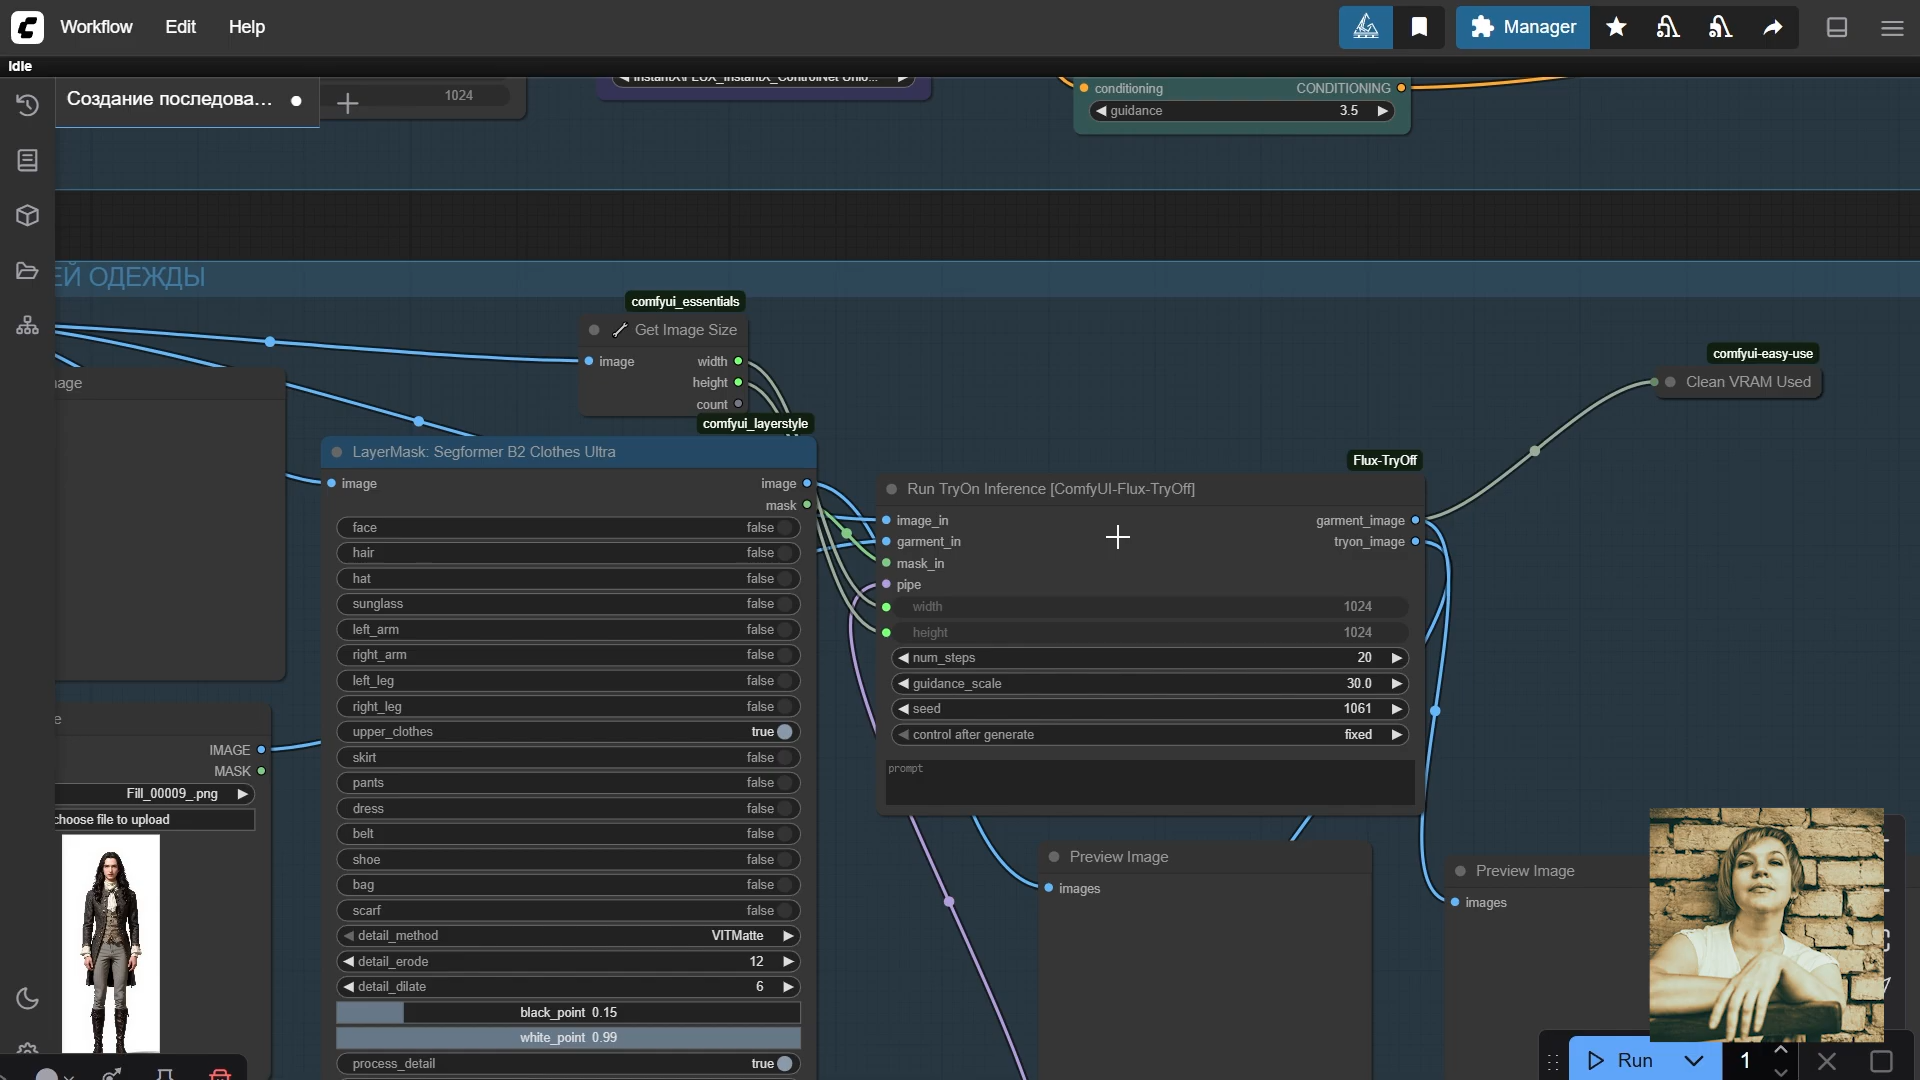 Workflow Edit Help
Manager
Idle
Создание последова...
1024
InstantX\FLUX_InstantX_ControlNet Unio...
conditioning CONDITIONING
guidance 3.5
ЕЙ ОДЕЖДЫ
comfyui_essentials
Get Image Size
image width
height
count
comfyui_layerstyle
comfyui-easy-use
Clean VRAM Used
LayerMask: Segformer B2 Clothes Ultra
image image
mask
face false
hair false
hat false
sunglass false
left_arm false
right_arm false
left_leg false
right_leg false
upper_clothes true
skirt false
pants false
dress false
belt false
shoe false
bag false
scarf false
detail_method VITMatte
detail_erode 12
detail_dilate 6
black_point 0.15
white_point 0.99
process_detail true
Flux-TryOff
Run TryOn Inference [ComfyUI-Flux-TryOff]
image_in garment_image
garment_in tryon_image
mask_in
pipe
width 1024
height 1024
num_steps 20
guidance_scale 30.0
seed 1061
control after generate fixed
prompt
Preview Image
images
Preview Image
images
IMAGE
MASK
Fill_00009_.png
choose file to upload
Run 1